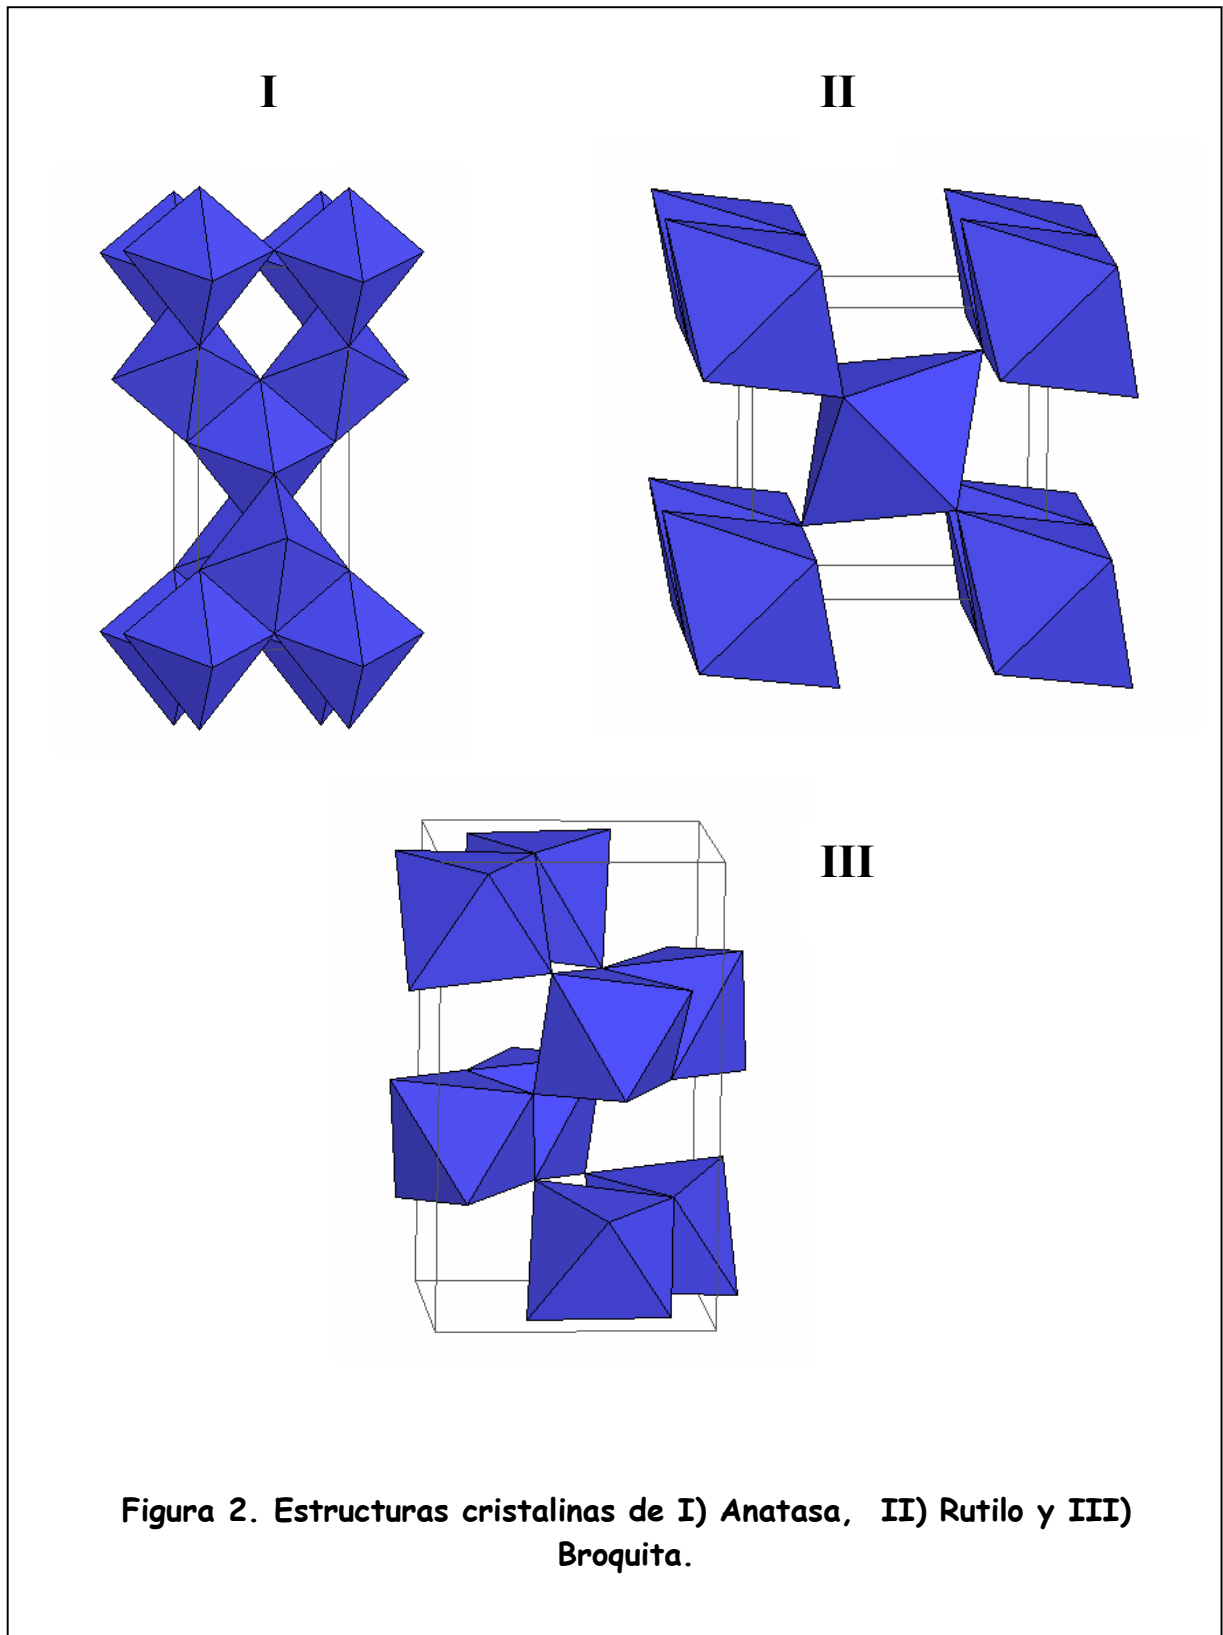 I
II
III
Figura 2. Estructuras cristalinas de I) Anatasa, II) Rutilo y III)
Broquita.